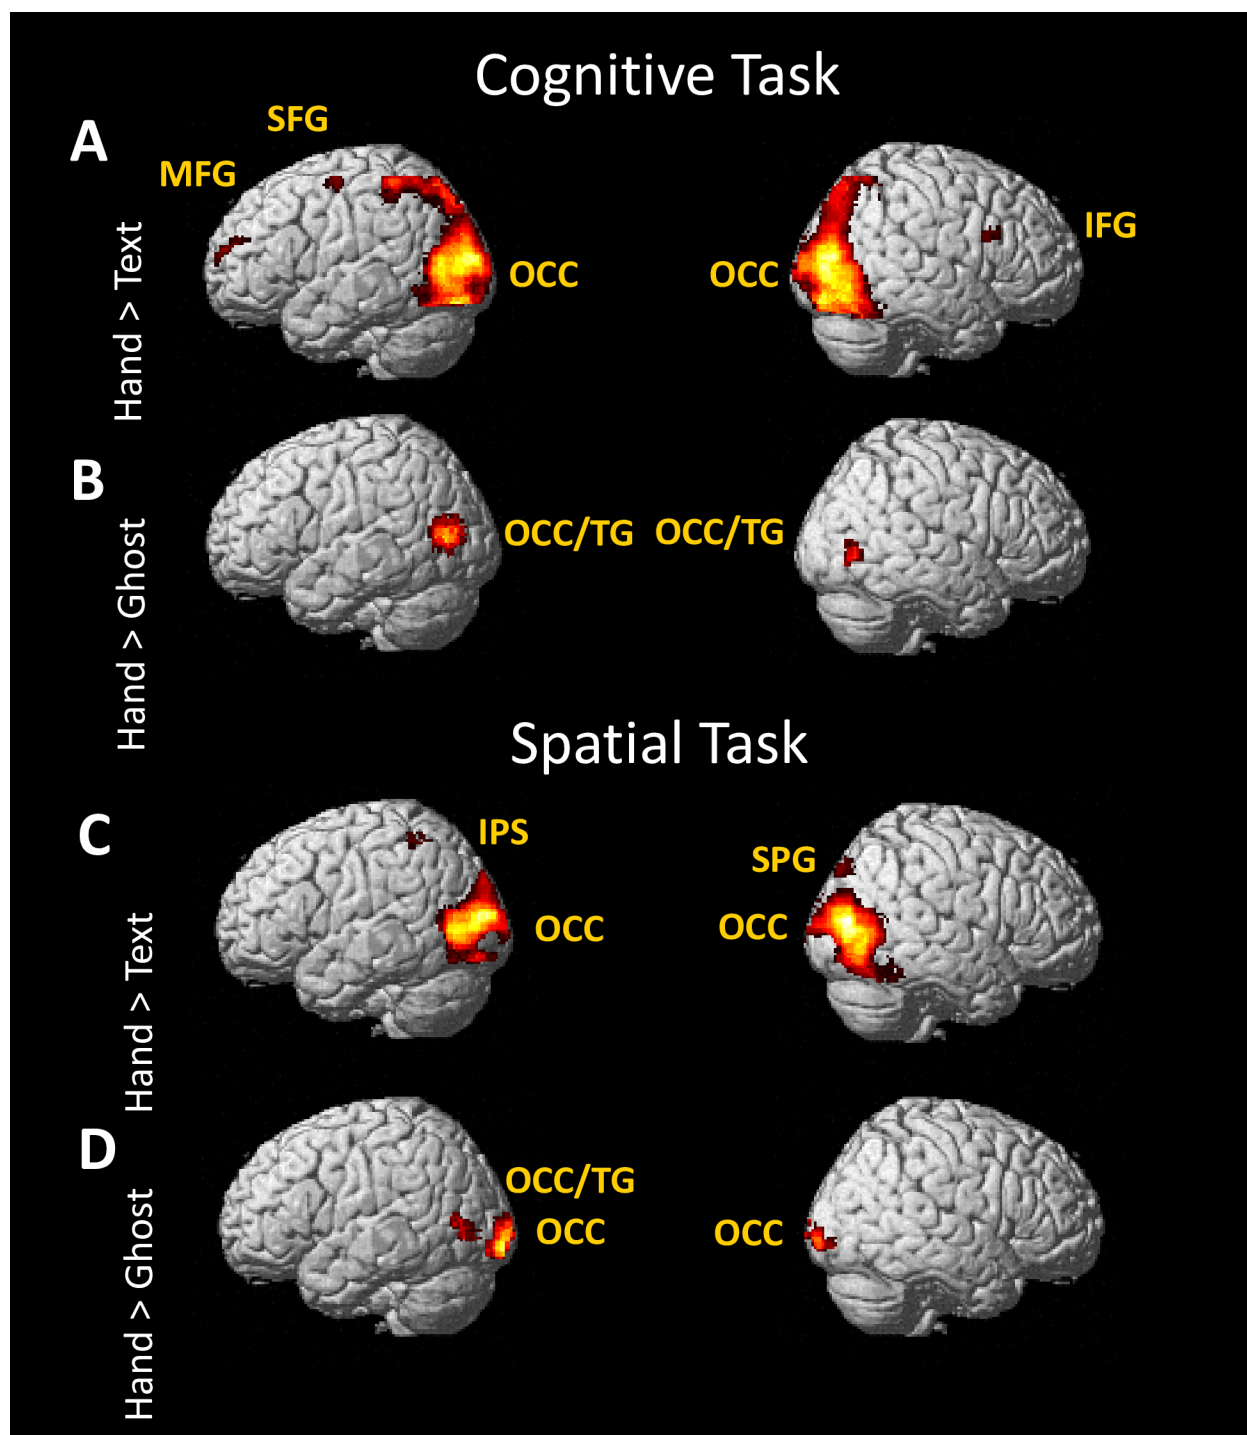 Cognitive Task
A
SFG
MFG
IFG
OCC
OCC
Hand > Text
B
OCC/TG
OCC/TG
Hand > Ghost
Spatial Task
C
IPS
SPG
OCC
OCC
Hand > Text
D
OCC/TG
OCC
OCC
Hand > Ghost